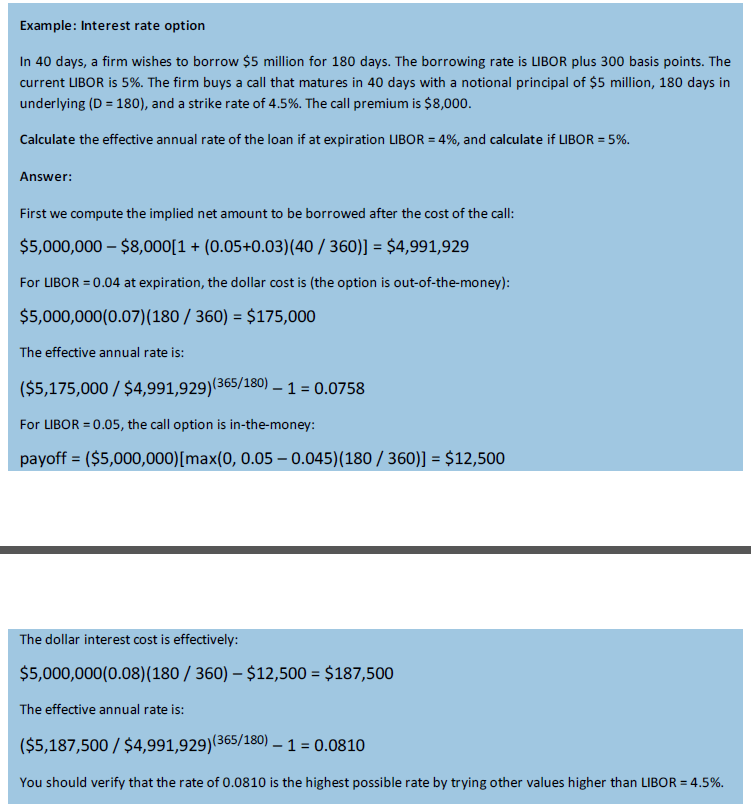 Example: Interest rate option
In 40 days, a firm wishes to borrow $5 million for 180 days. The borrowing rate is LIBOR plus 300 basis points. The
current LIBOR is 5%. The firm buys a call that matures in 40 days with a notional principal of $5 million, 180 days in
underlying (D = 180), and a strike rate of 4.5%. The call premium is $8,000.
Calculate the effective annual rate of the loan if at expiration LIBOR = 4%, and calculate if LIBOR = 5%.
Answer:
First we compute the implied net amount to be borrowed after the cost of the call:
$5,000,000 – $8,000[1 + (0.05+0.03)(40 / 360)] = $4,991,929
For LIBOR = 0.04 at expiration, the dollar cost is (the option is out-of-the-money):
$5,000,000(0.07)(180 / 360) = $175,000
The effective annual rate is:
($5,175,000 / $4,991,929)^(365/180) – 1 = 0.0758
For LIBOR = 0.05, the call option is in-the-money:
payoff = ($5,000,000)[max(0, 0.05 – 0.045)(180 / 360)] = $12,500
The dollar interest cost is effectively:
$5,000,000(0.08)(180 / 360) – $12,500 = $187,500
The effective annual rate is:
($5,187,500 / $4,991,929)^(365/180) – 1 = 0.0810
You should verify that the rate of 0.0810 is the highest possible rate by trying other values higher than LIBOR = 4.5%.